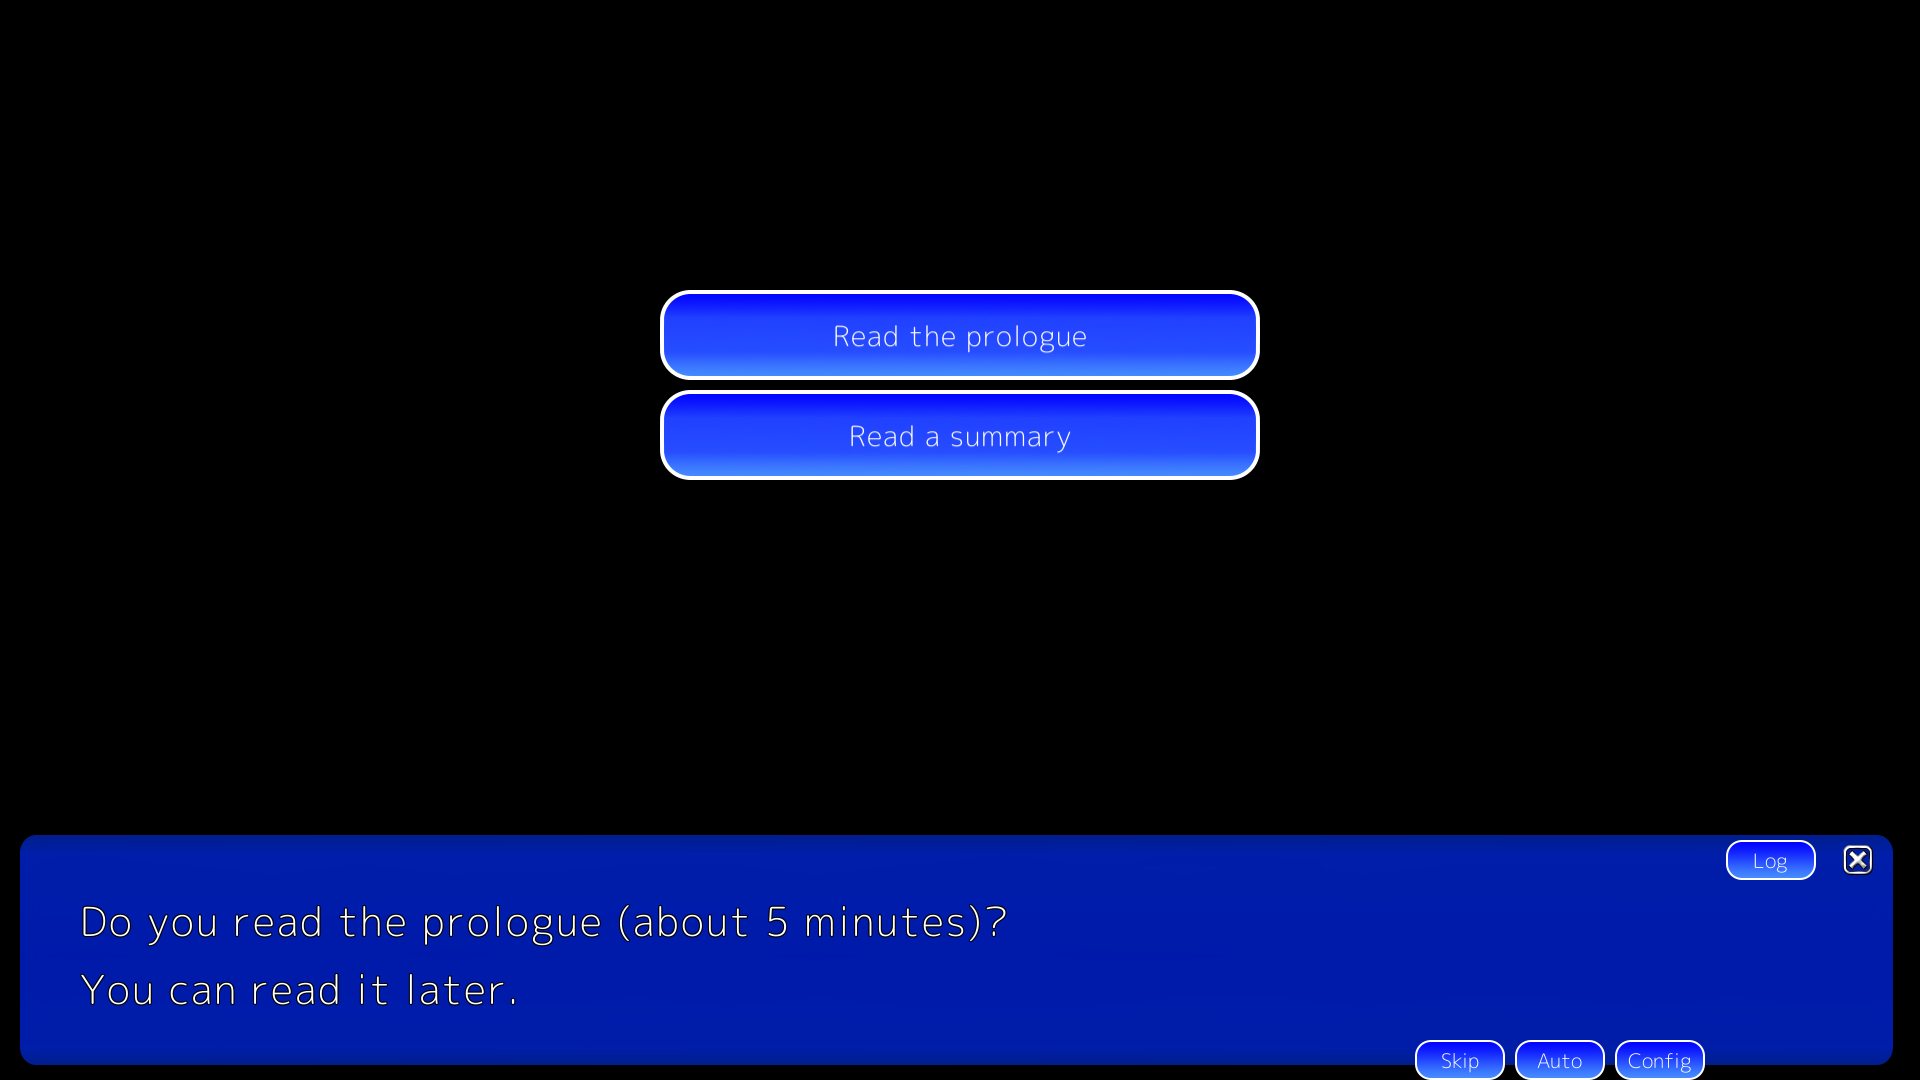 Read the prologue
Read a summary
Log
Do you read the prologue (about 5 minutes)?
You can read it later.
Skip
Auto
Config